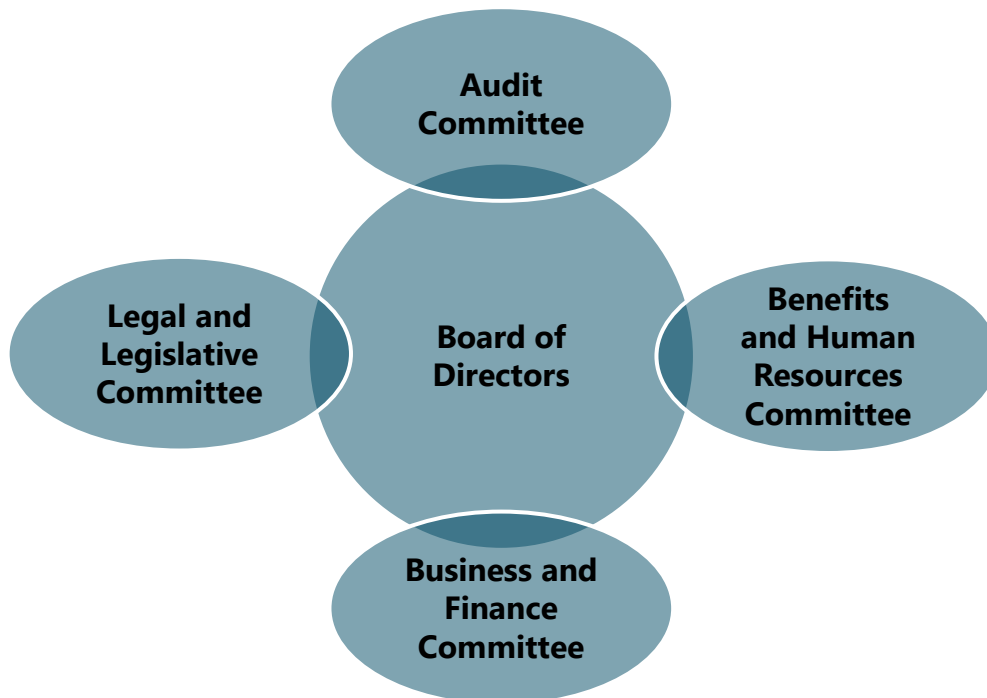 Audit
Committee
Legal and
Legislative
Committee
Board of
Directors
Benefits
and Human
Resources
Committee
Business and
Finance
Committee